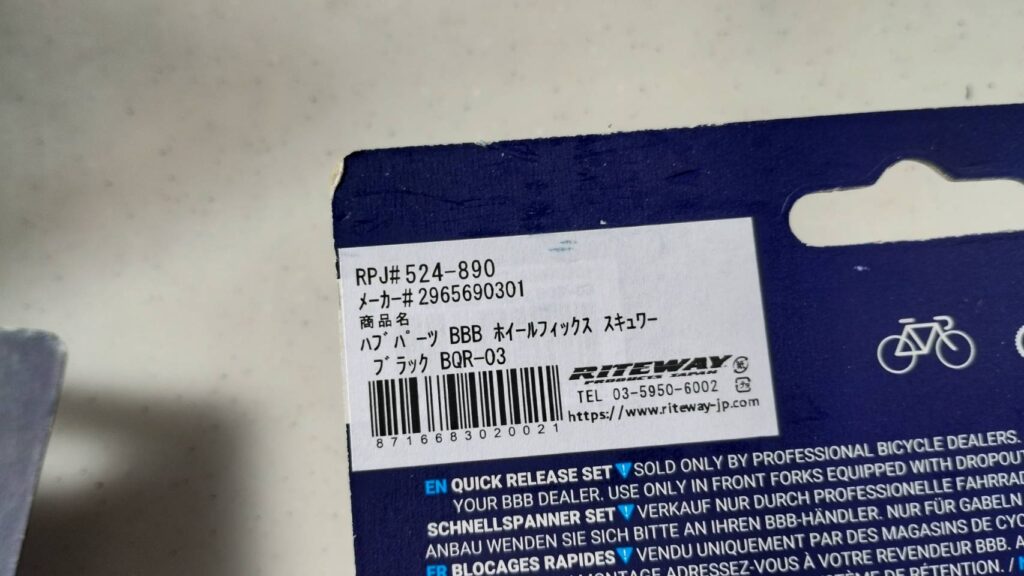 RPJ#524-890
メーカー#2965690301
商品名
ハブパーツ BBB ホイールフィックス スキュワー
ブラック BQR-03
RITEWAY
TEL 03-5950-6002
https://www.riteway-jp.com
8716683020021
EN QUICK RELEASE SET SOLD ONLY BY PROFESSIONAL BICYCLE DEALERS.
YOUR BBB DEALER. USE ONLY IN FRONT FORKS EQUIPPED WITH DROPOUT
SCHNELLSPANNER SET VERKAUF NUR DURCH PROFESSIONELLE FAHRRAD
ANBAU WENDEN SIE SICH BITTE AN IHREN BBB-HÄNDLER. NUR FÜR GABELN
FR BLOCAGES RAPIDES VENDU UNIQUEMENT PAR DES MAGASINS DE CYC
MONTAGE ADRESSEZ-VOUS À VOTRE REVENDEUR BBB.
DE RÉTENTION. /